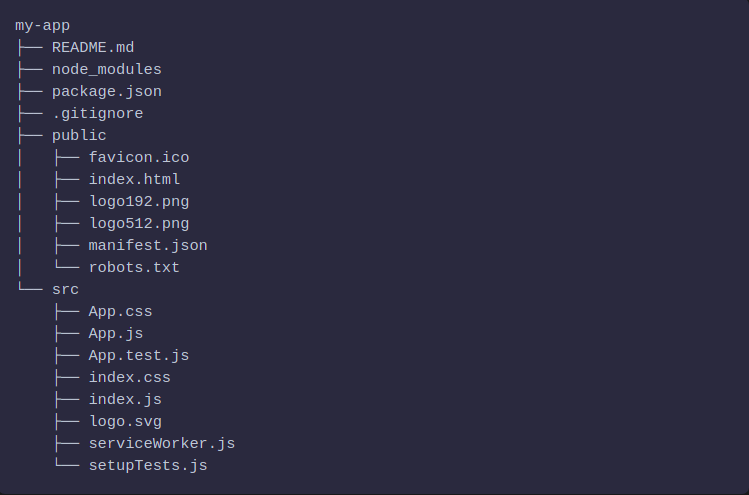 my-app
├── README.md
├── node_modules
├── package.json
├── .gitignore
├── public
│   ├── favicon.ico
│   ├── index.html
│   ├── logo192.png
│   ├── logo512.png
│   ├── manifest.json
│   └── robots.txt
└── src
    ├── App.css
    ├── App.js
    ├── App.test.js
    ├── index.css
    ├── index.js
    ├── logo.svg
    ├── serviceWorker.js
    └── setupTests.js